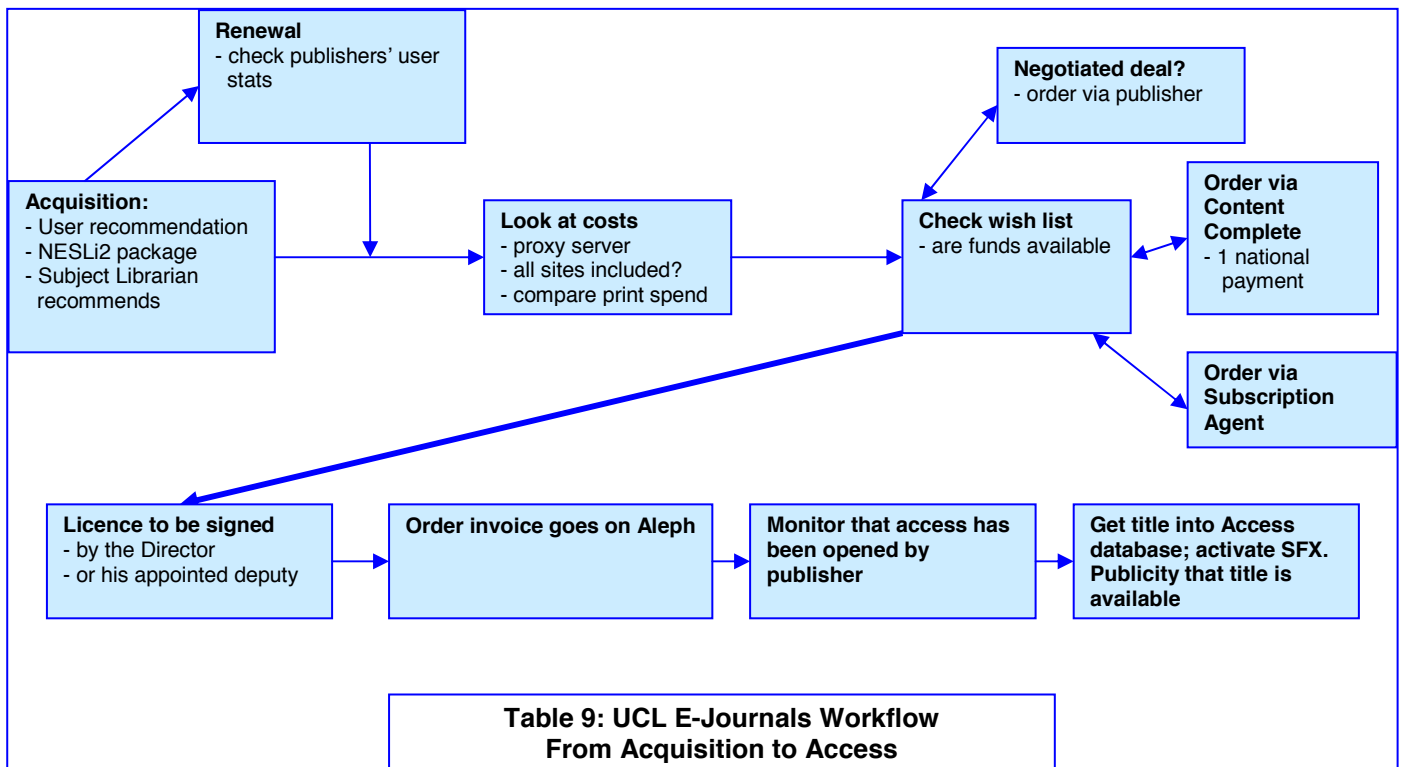 Renewal
- check publishers’ user
stats
Negotiated deal?
- order via publisher
Acquisition:
- User recommendation
- NESLi2 package
- Subject Librarian
recommends
Look at costs
- proxy server
- all sites included?
- compare print spend
Check wish list
- are funds available
Order via
Content
Complete
- 1 national
payment
Order via
Subscription
Agent
Licence to be signed
- by the Director
- or his appointed deputy
Order invoice goes on Aleph
Monitor that access has
been opened by
publisher
Get title into Access
database; activate SFX.
Publicity that title is
available
Table 9: UCL E-Journals Workflow
From Acquisition to Access